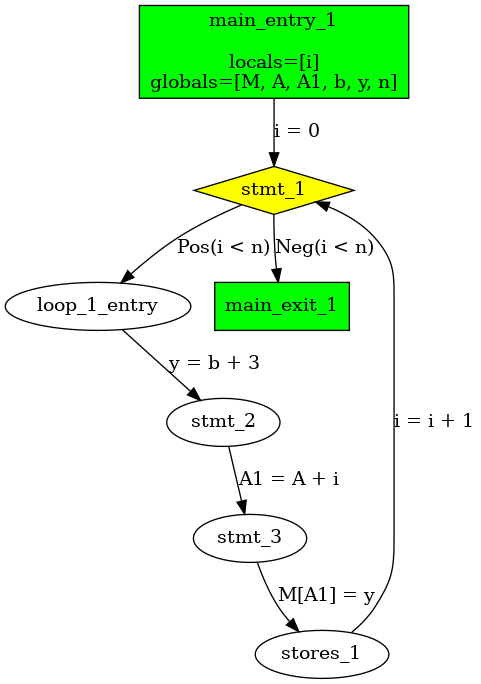 main_entry_1
locals=[i]
globals=[M, A, A1, b, y, n]
i = 0
stmt_1
Pos(i < n)
Neg(i < n)
loop_1_entry
main_exit_1
y = b + 3
stmt_2
i = i + 1
A1 = A + i
stmt_3
M[A1] = y
stores_1